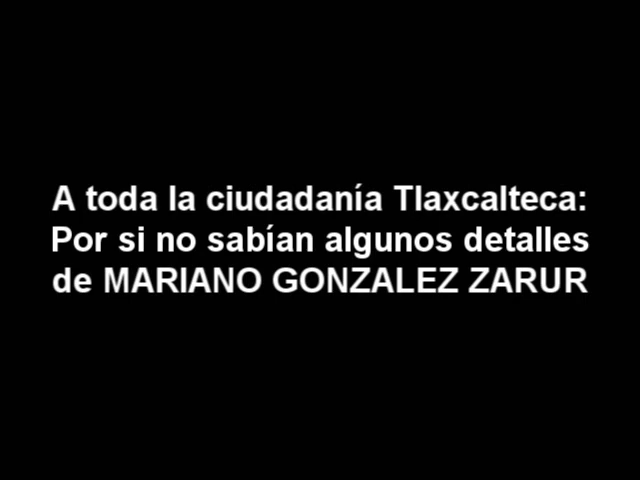 A toda la ciudadanía Tlaxcalteca:
Por si no sabían algunos detalles
de MARIANO GONZALEZ ZARUR